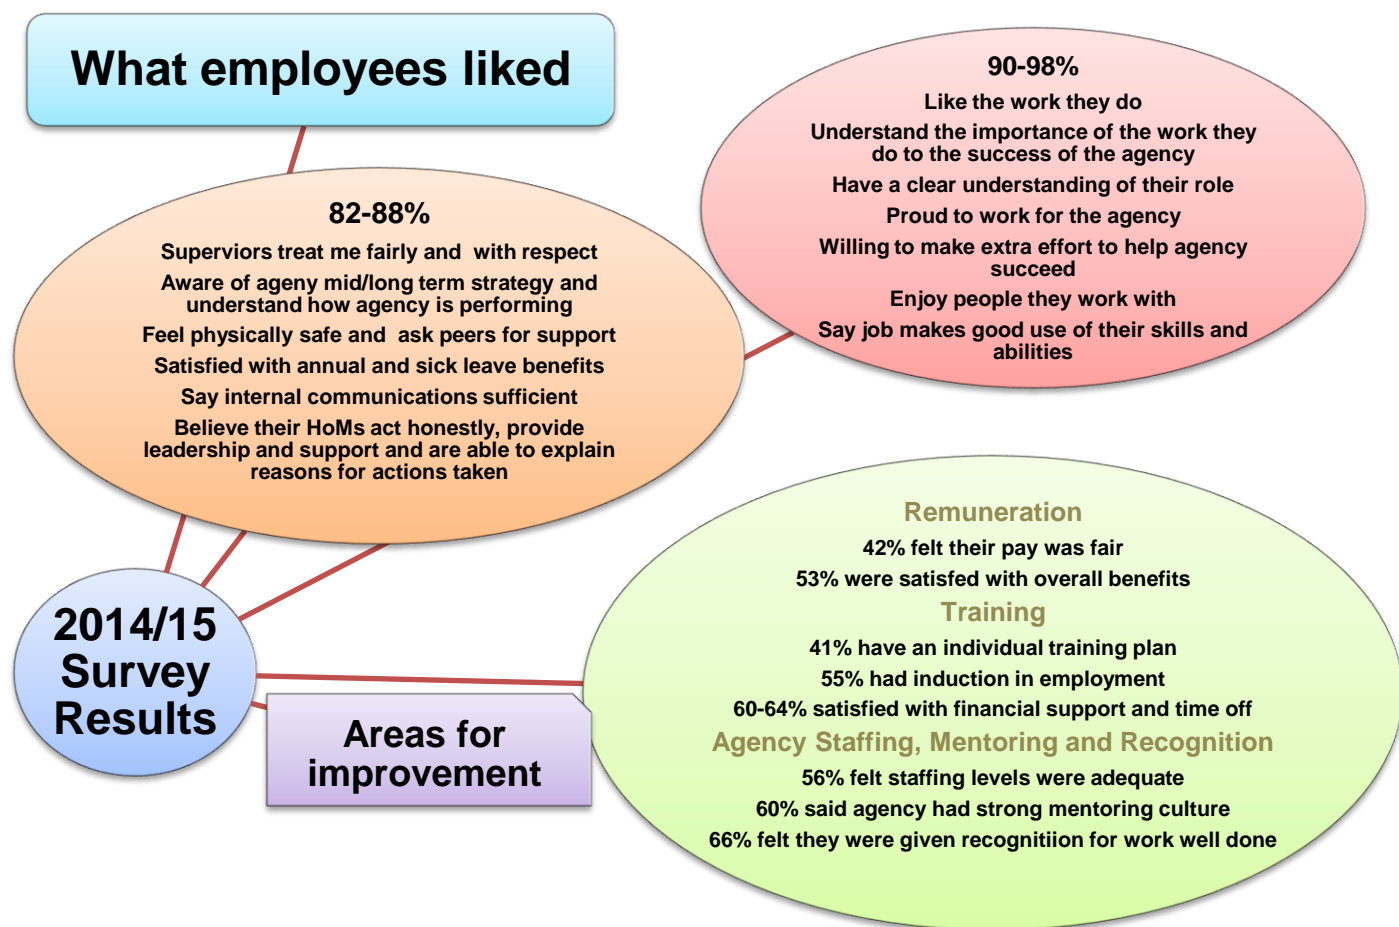 What employees liked
90-98%
Like the work they do
Understand the importance of the work they
do to the success of the agency
Have a clear understanding of their role
Proud to work for the agency
Willing to make extra effort to help agency
succeed
Enjoy people they work with
Say job makes good use of their skills and
abilities
82-88%
Superviors treat me fairly and with respect
Aware of ageny mid/long term strategy and
understand how agency is performing
Feel physically safe and ask peers for support
Satisfied with annual and sick leave benefits
Say internal communications sufficient
Believe their HoMs act honestly, provide
leadership and support and are able to explain
reasons for actions taken
2014/15
Survey
Results
Areas for
improvement
Remuneration
42% felt their pay was fair
53% were satisfed with overall benefits
Training
41% have an individual training plan
55% had induction in employment
60-64% satisfied with financial support and time off
Agency Staffing, Mentoring and Recognition
56% felt staffing levels were adequate
60% said agency had strong mentoring culture
66% felt they were given recognitiion for work well done